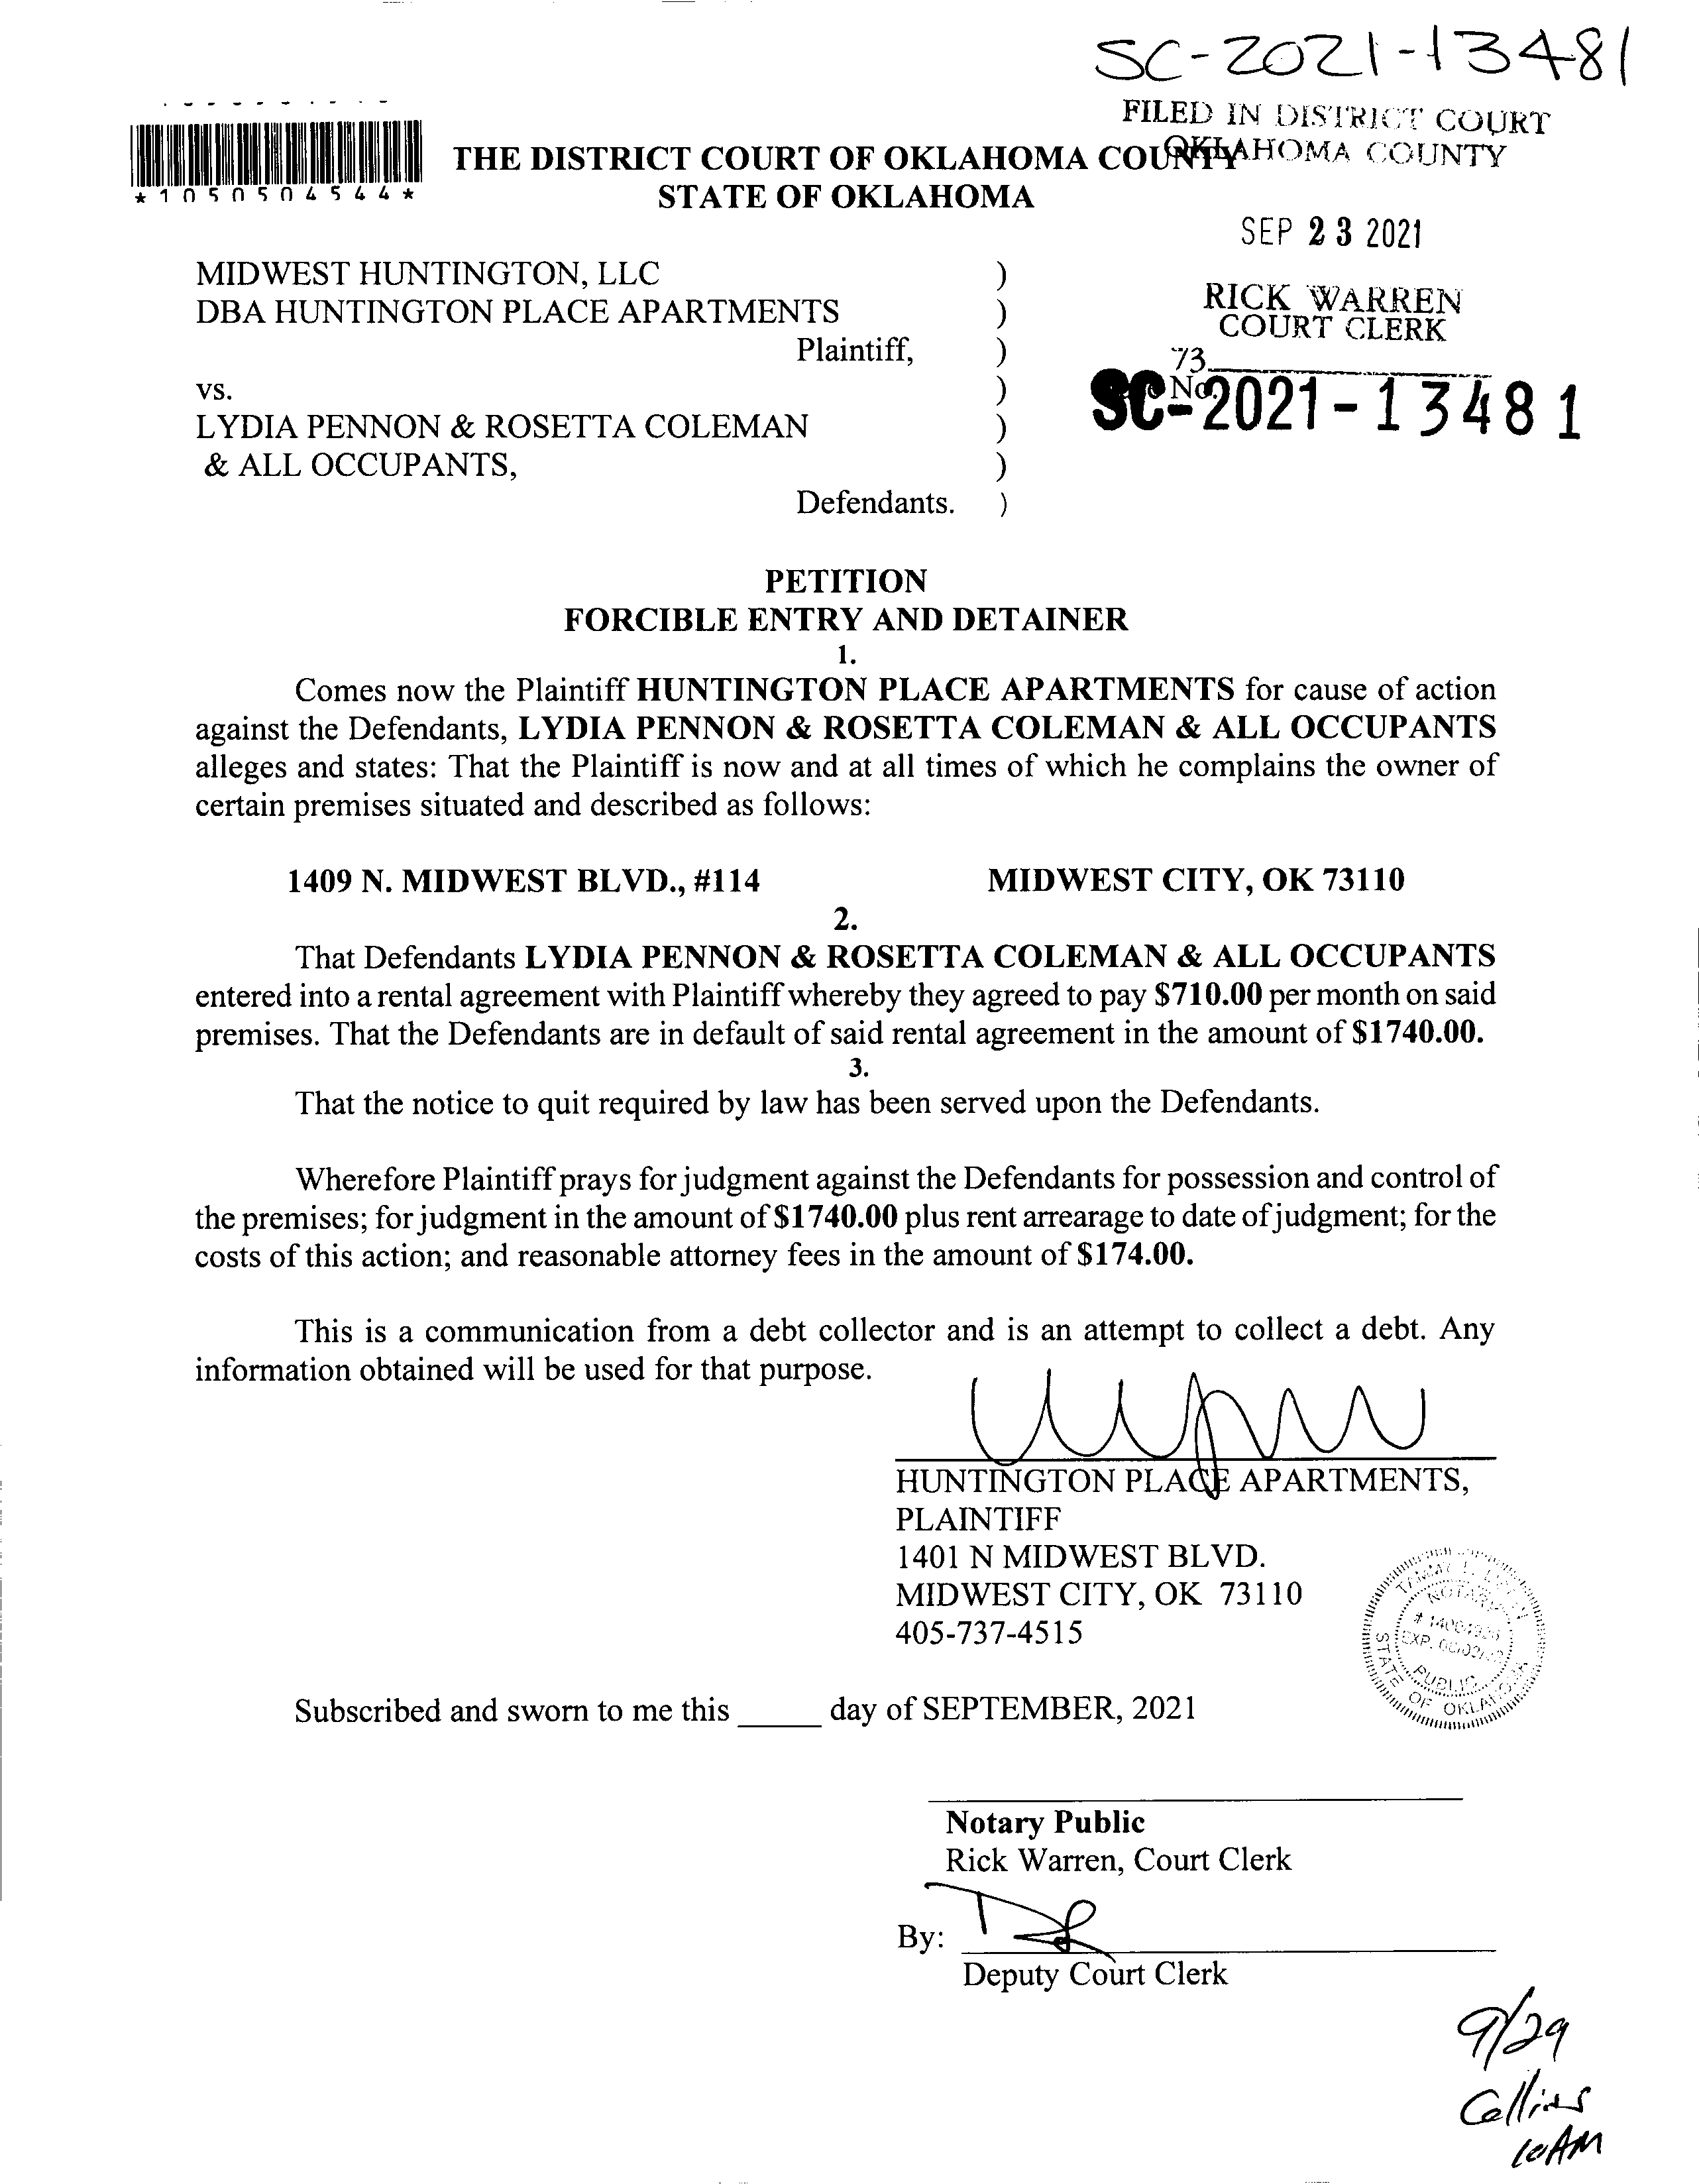 SC-2021-13481
FILED IN DISTRICT COURT
OKLAHOMA COUNTY
*1050504544*
THE DISTRICT COURT OF OKLAHOMA COUNTY
STATE OF OKLAHOMA
SEP 23 2021
MIDWEST HUNTINGTON, LLC )
DBA HUNTINGTON PLACE APARTMENTS )
RICK WARREN
COURT CLERK
Plaintiff, )
73
vs. )
No.
SC-2021-13481
LYDIA PENNON & ROSETTA COLEMAN )
& ALL OCCUPANTS, )
Defendants. )
PETITION
FORCIBLE ENTRY AND DETAINER
1.
Comes now the Plaintiff HUNTINGTON PLACE APARTMENTS for cause of action
against the Defendants, LYDIA PENNON & ROSETTA COLEMAN & ALL OCCUPANTS
alleges and states: That the Plaintiff is now and at all times of which he complains the owner of
certain premises situated and described as follows:
1409 N. MIDWEST BLVD., #114 MIDWEST CITY, OK 73110
2.
That Defendants LYDIA PENNON & ROSETTA COLEMAN & ALL OCCUPANTS
entered into a rental agreement with Plaintiff whereby they agreed to pay $710.00 per month on said
premises. That the Defendants are in default of said rental agreement in the amount of $1740.00.
3.
That the notice to quit required by law has been served upon the Defendants.
Wherefore Plaintiff prays for judgment against the Defendants for possession and control of
the premises; for judgment in the amount of $1740.00 plus rent arrearage to date of judgment; for the
costs of this action; and reasonable attorney fees in the amount of $174.00.
This is a communication from a debt collector and is an attempt to collect a debt. Any
information obtained will be used for that purpose.
HUNTINGTON PLACE APARTMENTS,
PLAINTIFF
1401 N MIDWEST BLVD.
MIDWEST CITY, OK 73110
405-737-4515
NOTARY
EXP.
PUBLIC
STATE OF OKLAHOMA
Subscribed and sworn to me this _____ day of SEPTEMBER, 2021
Notary Public
Rick Warren, Court Clerk
By:
Deputy Court Clerk
9/29
Collins
10AM